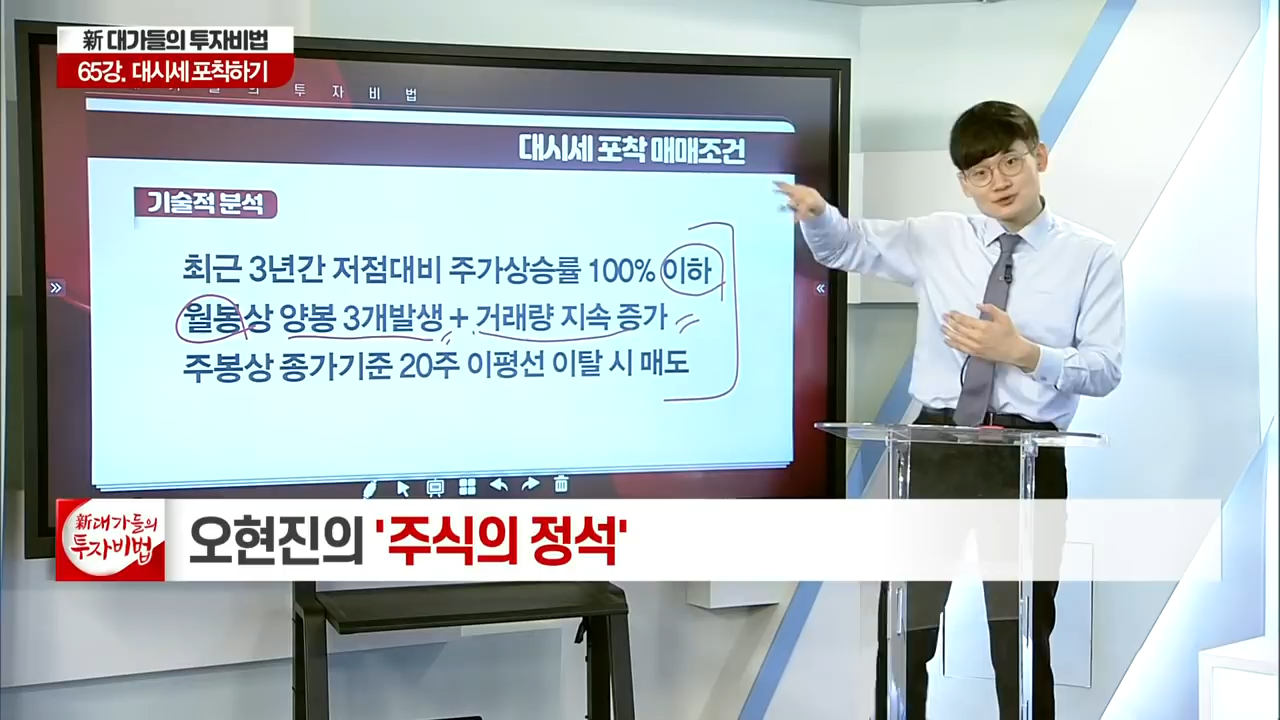 新 대가들의 투자비법
65강. 대시세 포착하기
의 투자비법
대시세 포착 매매조건
기술적 분석
최근 3년간 저점대비 주가상승률 100% 이하
월봉상 양봉 3개발생 + 거래량 지속 증가
주봉상 종가기준 20주 이평선 이탈 시 매도
新 대가들의
투자비법
오현진의 '주식의 정석'